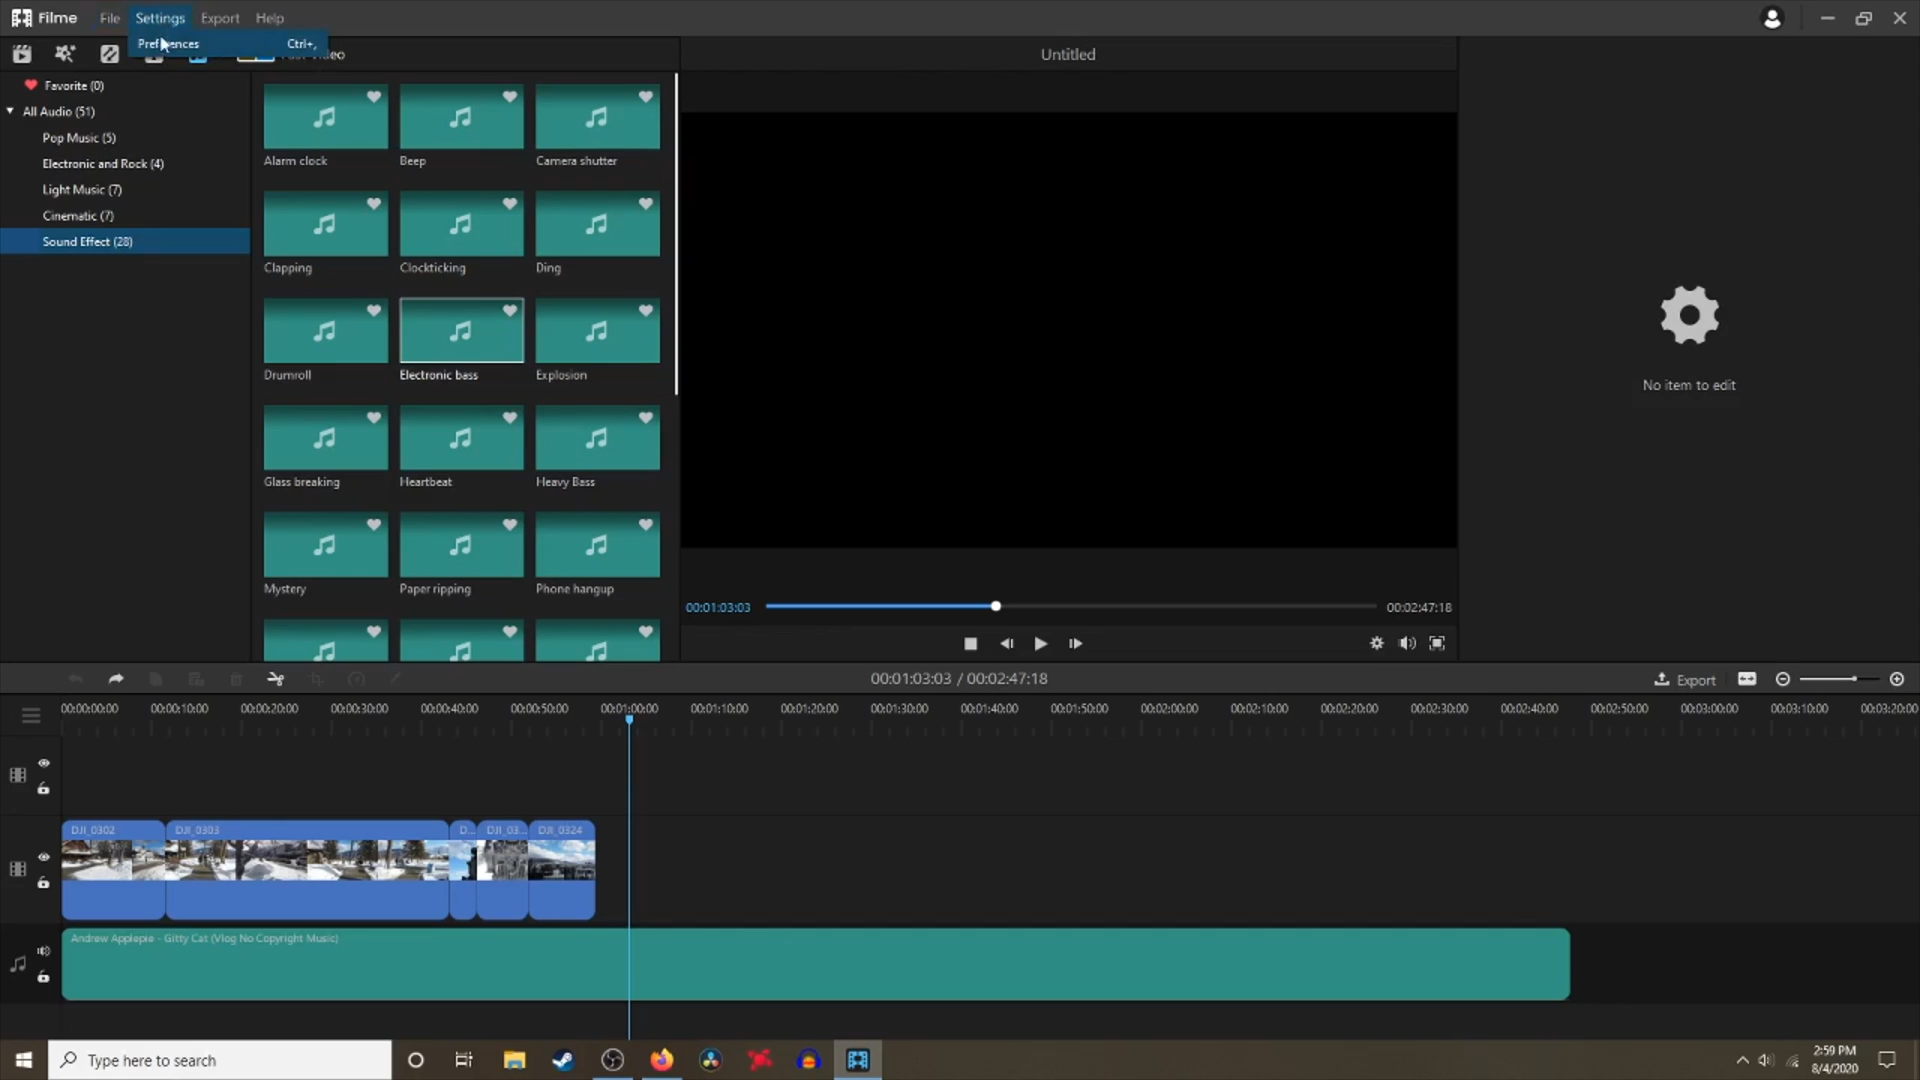 Filme File Settings Export Help
Preferences Ctrl+,
Untitled
Favorite (0)
All Audio (51)
Pop Music (5)
Electronic and Rock (4)
Light Music (7)
Cinematic (7)
Sound Effect (28)
Alarm clock Beep Camera shutter
Clapping Clockticking Ding
Drumroll Electronic bass Explosion
Glass breaking Heartbeat Heavy Bass
Mystery Paper ripping Phone hangup
No item to edit
00:01:03:03 00:02:47:18
00:01:03:03 / 00:02:47:18 Export
00:00:00:00 00:00:10:00 00:00:20:00 00:00:30:00 00:00:40:00 00:00:50:00 00:01:00:00 00:01:10:00 00:01:20:00 00:01:30:00 00:01:40:00 00:01:50:00 00:02:00:00 00:02:10:00 00:02:20:00 00:02:30:00 00:02:40:00 00:02:50:00 00:03:00:00 00:03:10:00 00:03:20:00
DJI_0302 DJI_0303 D... DJI_03... DJI_0324
Andrew Applepie - Gitty Cat (Vlog No Copyright Music)
Type here to search
2:59 PM
8/4/2020